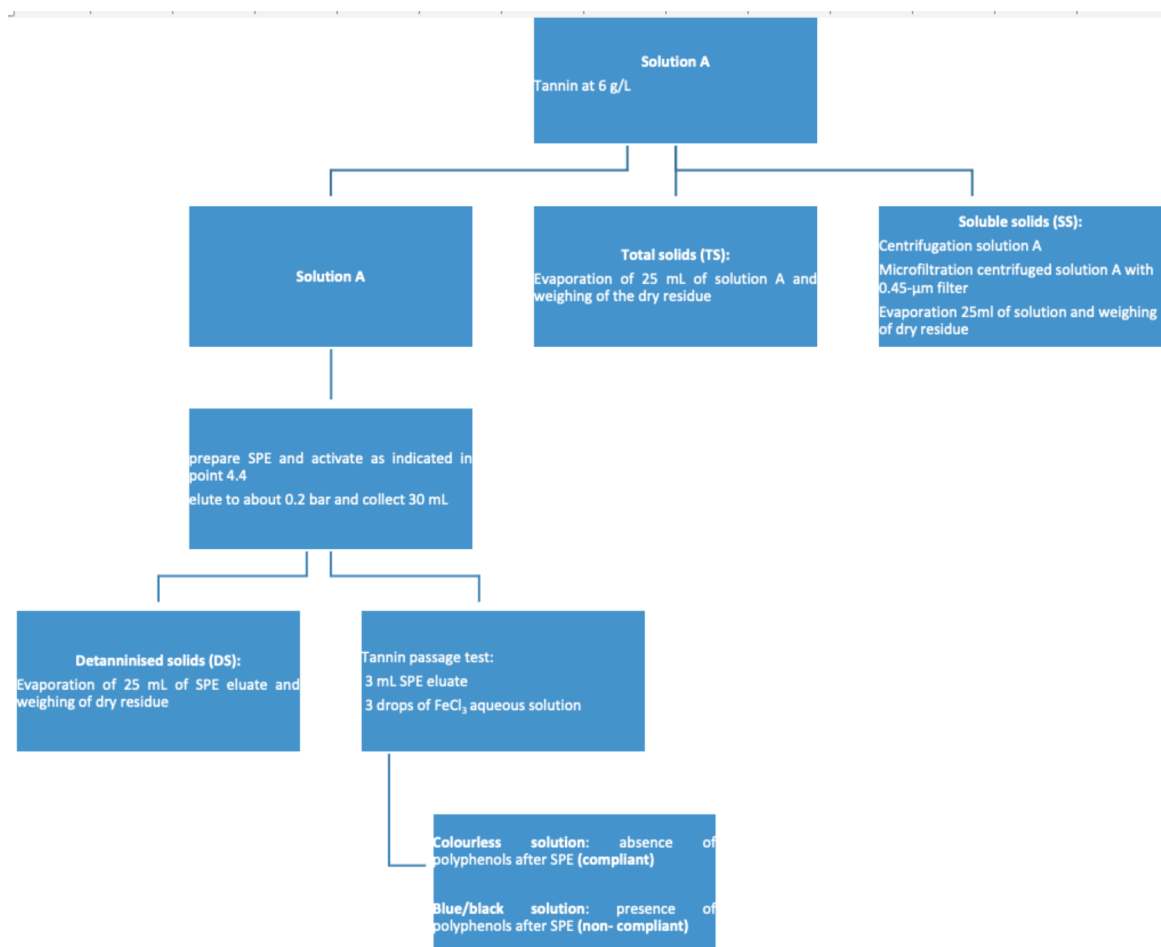 Solution A
Tannin at 6 g/L
Solution A
Total solids (TS):
Evaporation of 25 mL of solution A and
weighing of the dry residue
Soluble solids (SS):
Centrifugation solution A
Microfiltration centrifuged solution A with
0.45-µm filter
Evaporation 25ml of solution and weighing
of dry residue
prepare SPE and activate as indicated in
point 4.4
elute to about 0.2 bar and collect 30 mL
Detanninised solids (DS):
Evaporation of 25 mL of SPE eluate and
weighing of dry residue
Tannin passage test:
3 mL SPE eluate
3 drops of FeCl₃ aqueous solution
Colourless solution: absence of
polyphenols after SPE (compliant)
Blue/black solution: presence of
polyphenols after SPE (non- compliant)